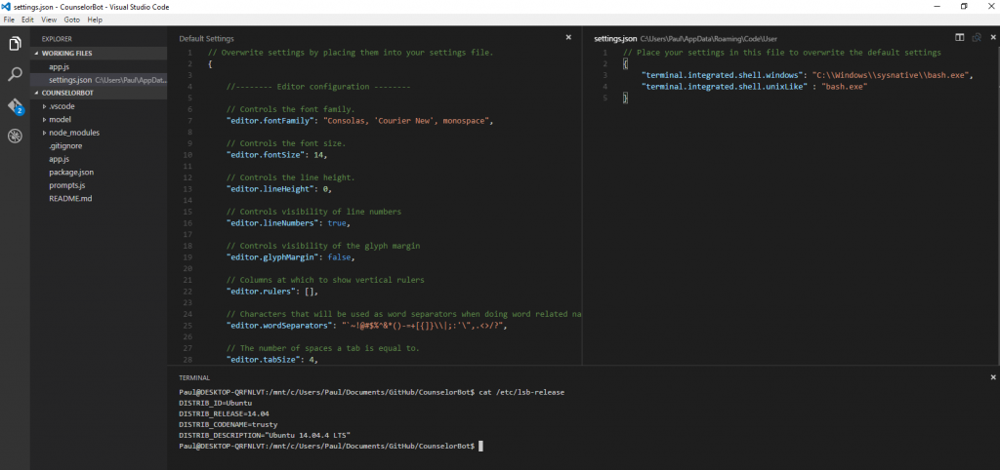 settings.json - CounselorBot - Visual Studio Code
File Edit View Goto Help
EXPLORER
WORKING FILES
app.js
settings.json C:\Users\Paul\AppDat...
COUNSELORBOT
.vscode
model
node_modules
.gitignore
app.js
package.json
prompts.js
README.md
2
Default Settings
1 // Overwrite settings by placing them into your settings file.
2 {
3
4 //-------- Editor configuration --------
5
6 // Controls the font family.
7 "editor.fontFamily": "Consolas, 'Courier New', monospace",
8
9 // Controls the font size.
10 "editor.fontSize": 14,
11
12 // Controls the line height.
13 "editor.lineHeight": 0,
14
15 // Controls visibility of line numbers
16 "editor.lineNumbers": true,
17
18 // Controls visibility of the glyph margin
19 "editor.glyphMargin": false,
20
21 // Columns at which to show vertical rulers
22 "editor.rulers": [],
23
24 // Characters that will be used as word separators when doing word related na
25 "editor.wordSeparators": "`~!@#$%^&*()-=+[{]}\\|;:'\",.<>/?",
26
27 // The number of spaces a tab is equal to.
28 "editor.tabSize": 4,
settings.json C:\Users\Paul\AppData\Roaming\Code\User
1 // Place your settings in this file to overwrite the default settings
2 {
3 "terminal.integrated.shell.windows": "C:\\Windows\\sysnative\\bash.exe",
4 "terminal.integrated.shell.unixLike" : "bash.exe"
5 }
TERMINAL
Paul@DESKTOP-QRFNLVT:/mnt/c/Users/Paul/Documents/GitHub/CounselorBot$ cat /etc/lsb-release
DISTRIB_ID=Ubuntu
DISTRIB_RELEASE=14.04
DISTRIB_CODENAME=trusty
DISTRIB_DESCRIPTION="Ubuntu 14.04.4 LTS"
Paul@DESKTOP-QRFNLVT:/mnt/c/Users/Paul/Documents/GitHub/CounselorBot$